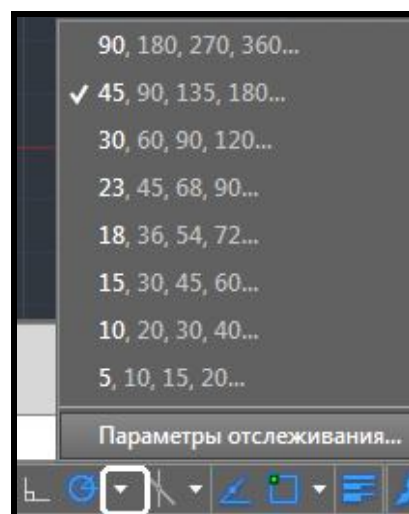 90, 180, 270, 360...
45, 90, 135, 180...
30, 60, 90, 120...
23, 45, 68, 90...
18, 36, 54, 72...
15, 30, 45, 60...
10, 20, 30, 40...
5, 10, 15, 20...
Параметры отслеживания...